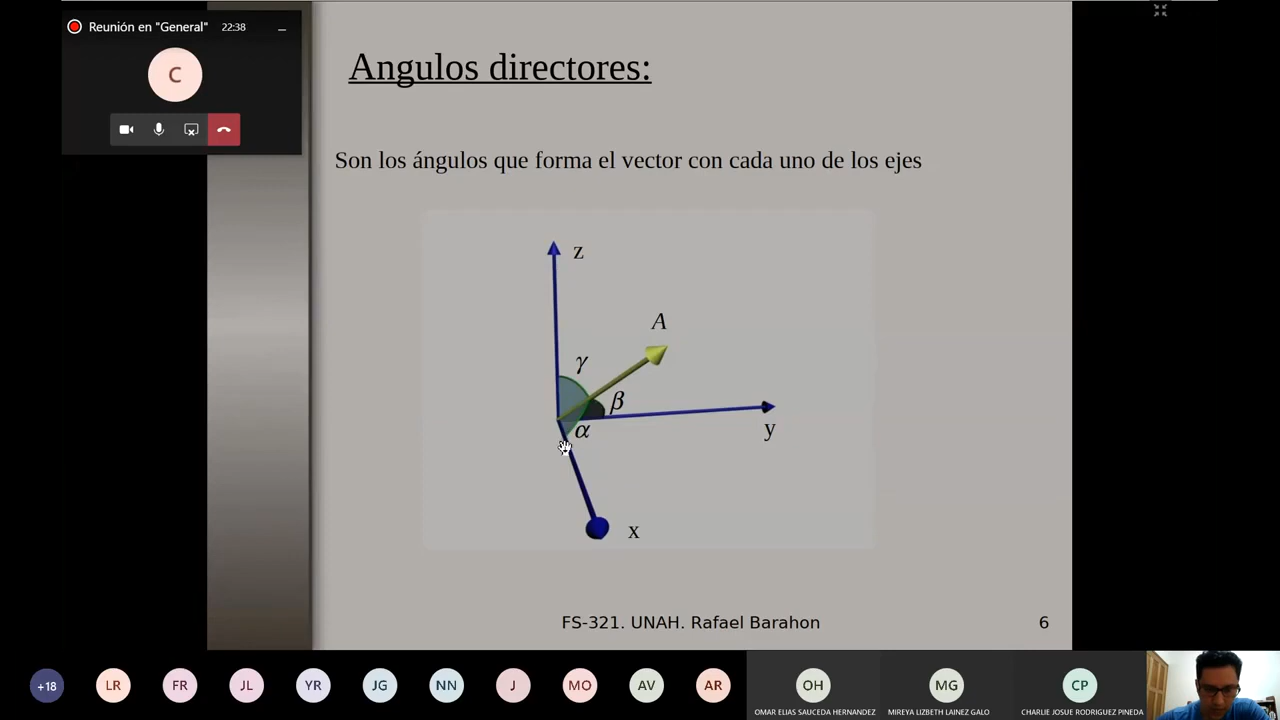 Reunión en "General" 22:38
C
Angulos directores:
Son los ángulos que forma el vector con cada uno de los ejes
z
A
γ
β
α
y
x
FS-321. UNAH. Rafael Barahon
6
+18 LR FR JL YR JG NN J MO AV AR OH MG CP
OMAR ELIAS SAUCEDA HERNANDEZ MIREYA LIZBETH LAINEZ GALO CHARLIE JOSUE RODRIGUEZ PINEDA